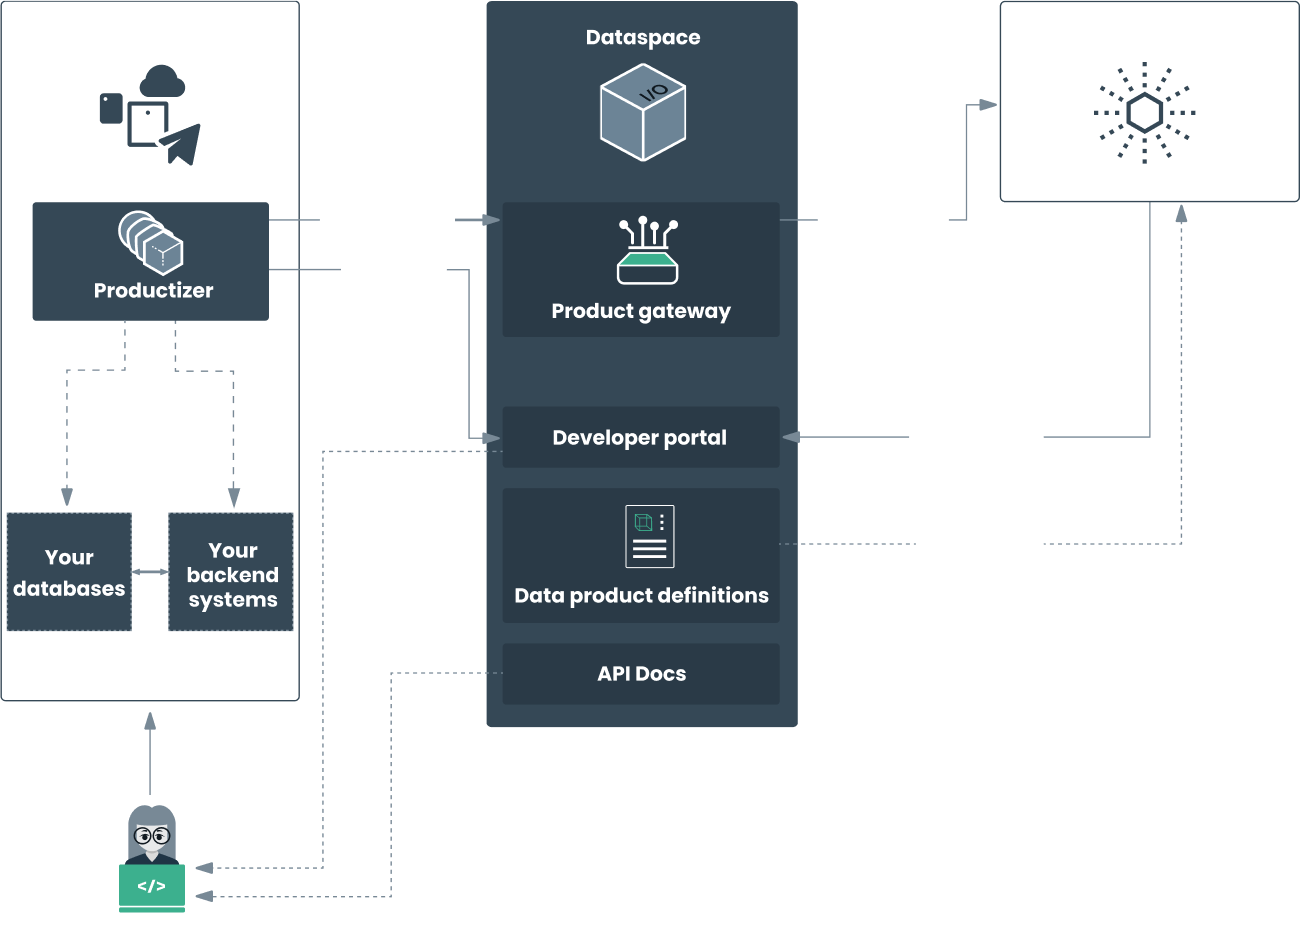 Dataspace
I/O
Productizer
Product gateway
Developer portal
Your
databases
Your
backend
systems
Data product definitions
API Docs
</>